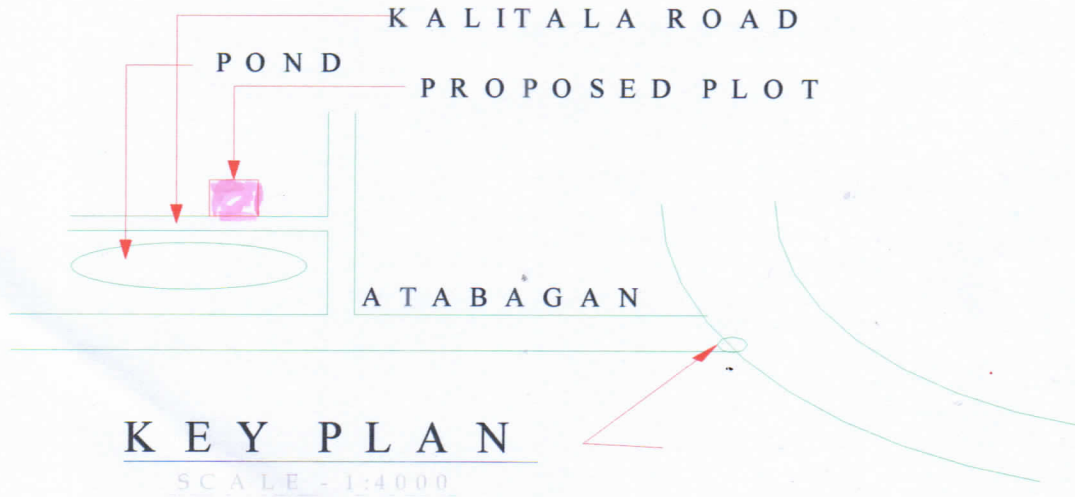 KALITALA ROAD
POND
PROPOSED PLOT
ATABAGAN
KEY PLAN
SCALE - 1:4000